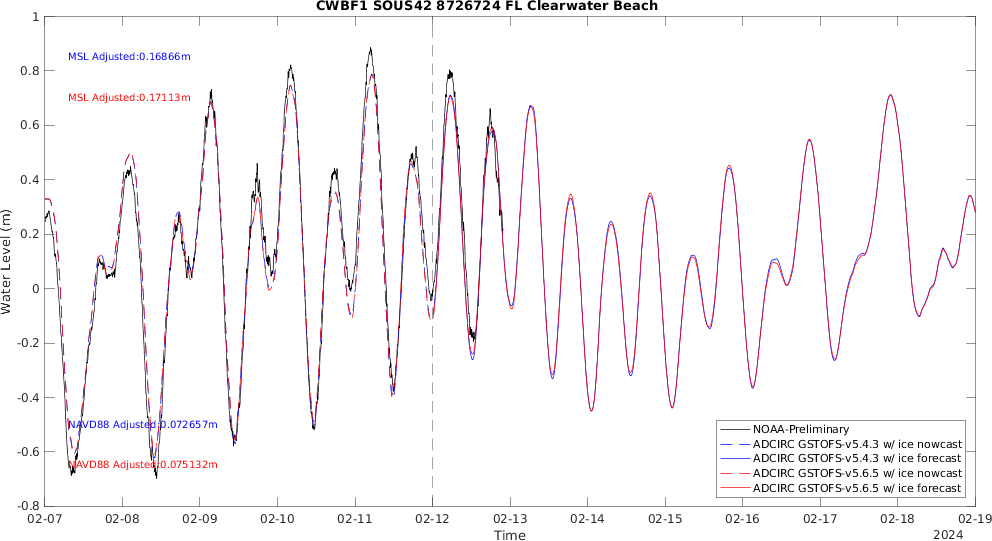 CWBF1 SOUS42 8726724 FL Clearwater Beach
1
0.8
0.6
0.4
0.2
0
-0.2
-0.4
-0.6
-0.8
Water Level (m)
MSL Adjusted:0.16866m
MSL Adjusted:0.17113m
NAVD88 Adjusted:0.072657m
NAVD88 Adjusted:0.075132m
NOAA-Preliminary
ADCIRC GSTOFS-v5.4.3 w/ ice nowcast
ADCIRC GSTOFS-v5.4.3 w/ ice forecast
ADCIRC GSTOFS-v5.6.5 w/ ice nowcast
ADCIRC GSTOFS-v5.6.5 w/ ice forecast
02-07 02-08 02-09 02-10 02-11 02-12 02-13 02-14 02-15 02-16 02-17 02-18 02-19
Time
2024